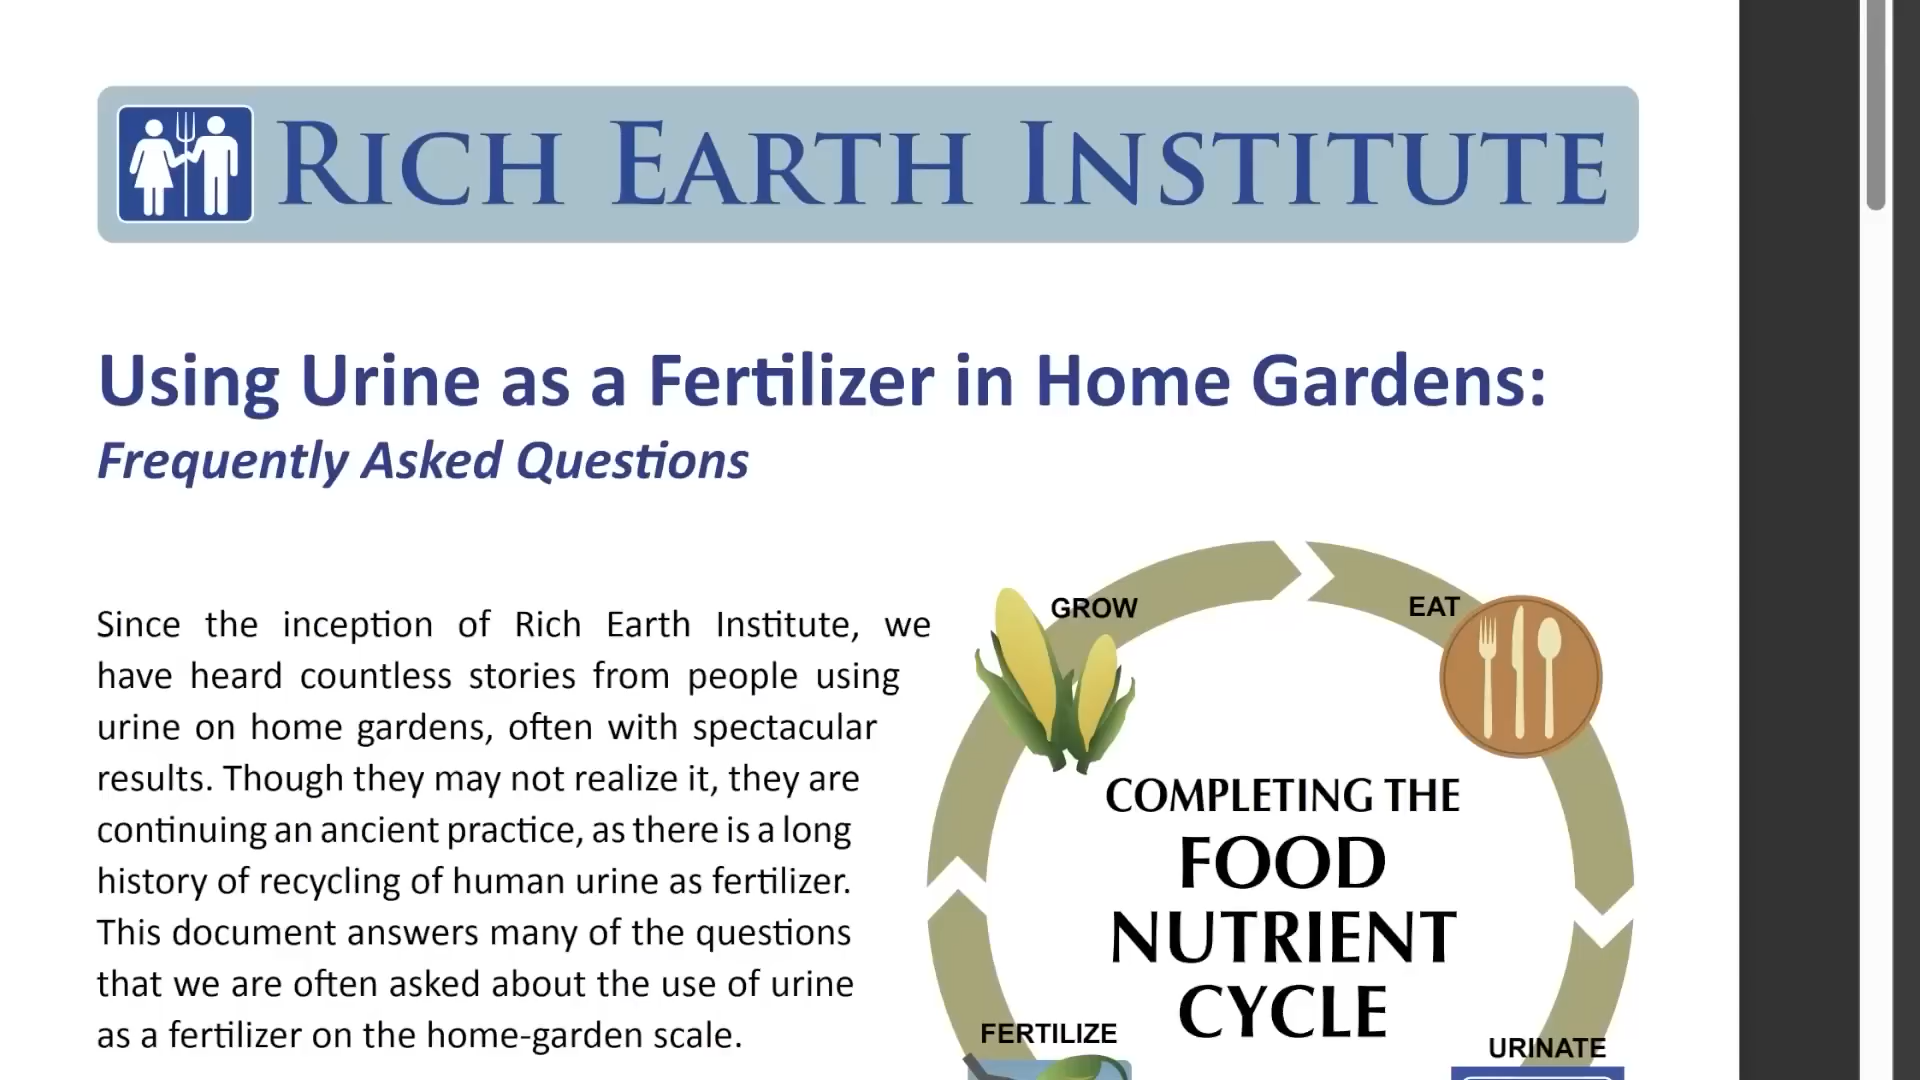 RICH EARTH INSTITUTE
Using Urine as a Fertilizer in Home Gardens:
Frequently Asked Questions
Since the inception of Rich Earth Institute, we
have heard countless stories from people using
urine on home gardens, often with spectacular
results. Though they may not realize it, they are
continuing an ancient practice, as there is a long
history of recycling of human urine as fertilizer.
This document answers many of the questions
that we are often asked about the use of urine
as a fertilizer on the home-garden scale.
GROW
EAT
COMPLETING THE
FOOD
NUTRIENT
CYCLE
FERTILIZE
URINATE